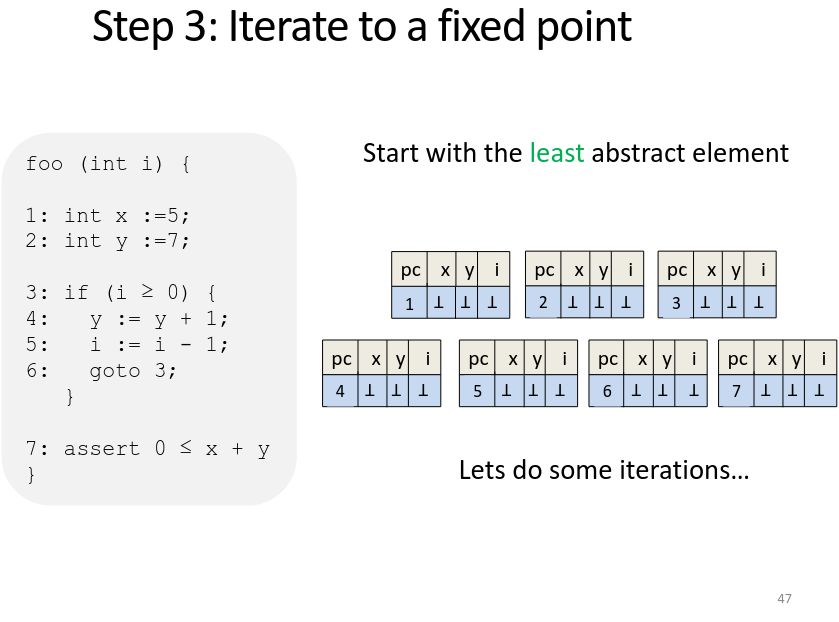 Step 3: Iterate to a fixed point
foo (int i) {
1: int x :=5;
2: int y :=7;
3: if (i ≥ 0) {
4:   y := y + 1;
5:   i := i - 1;
6:   goto 3;
   }
7: assert 0 ≤ x + y
}
Start with the least abstract element
pc x y i pc x y i pc x y i
1 ⊥ ⊥ ⊥ 2 ⊥ ⊥ ⊥ 3 ⊥ ⊥ ⊥
pc x y i pc x y i pc x y i pc x y i
4 ⊥ ⊥ ⊥ 5 ⊥ ⊥ ⊥ 6 ⊥ ⊥ ⊥ 7 ⊥ ⊥ ⊥
Lets do some iterations…
47